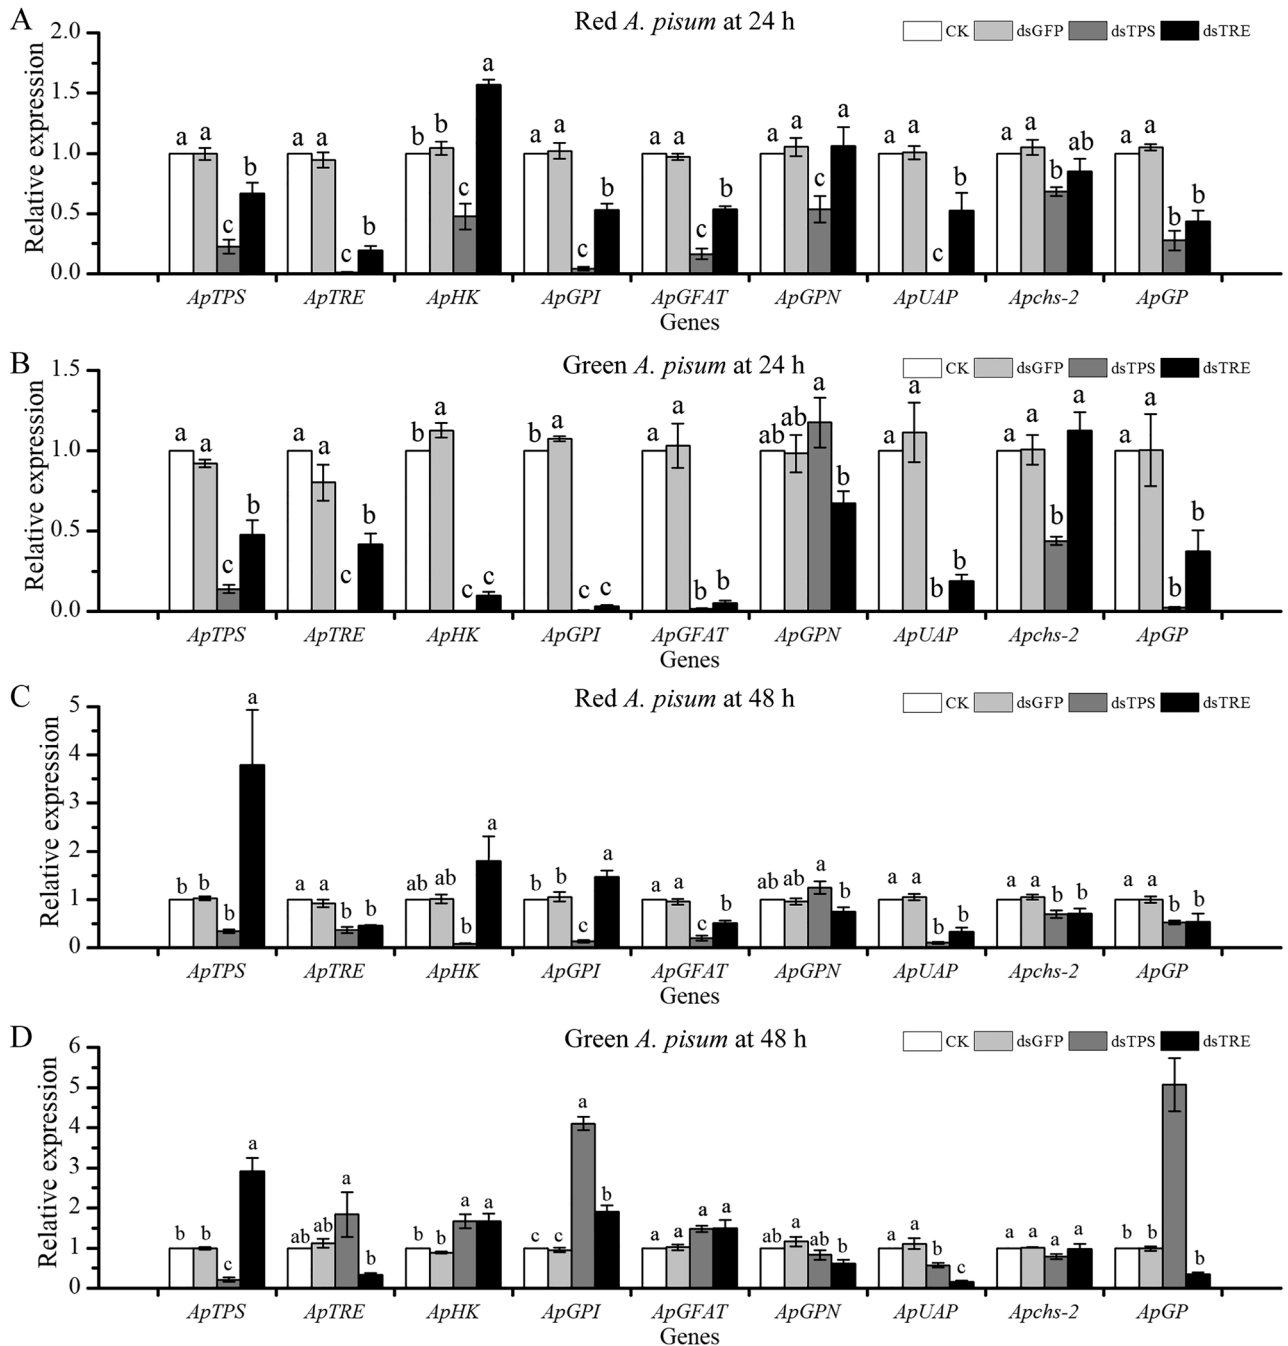 A
Red A. pisum at 24 h
CK dsGFP dsTPS dsTRE
Relative expression
2.0
1.5
1.0
0.5
0.0
a a c b
a a c b
b b c a
a a c b
a a c b
a a c a
a a c b
a a b ab
a a b b
ApTPS ApTRE ApHK ApGPI ApGFAT ApGPN ApUAP Apchs-2 ApGP
Genes
B
Green A. pisum at 24 h
CK dsGFP dsTPS dsTRE
Relative expression
1.5
1.0
0.5
0.0
a a c b
a a c b
b a c c
b a c c
a a b b
ab ab a b
a a b b
a a b a
a a b b
ApTPS ApTRE ApHK ApGPI ApGFAT ApGPN ApUAP Apchs-2 ApGP
Genes
C
Red A. pisum at 48 h
CK dsGFP dsTPS dsTRE
Relative expression
5
4
3
2
1
0
b b b a
a a b b
ab ab b a
b b c a
a a c b
ab ab a b
a a b b
a a b b
a a b b
ApTPS ApTRE ApHK ApGPI ApGFAT ApGPN ApUAP Apchs-2 ApGP
Genes
D
Green A. pisum at 48 h
CK dsGFP dsTPS dsTRE
Relative expression
6
5
4
3
2
1
0
b b c a
ab ab a b
b b a a
c c a b
a a a a
ab a ab b
a a b c
a a a a
b b b
ApTPS ApTRE ApHK ApGPI ApGFAT ApGPN ApUAP Apchs-2 ApGP
Genes